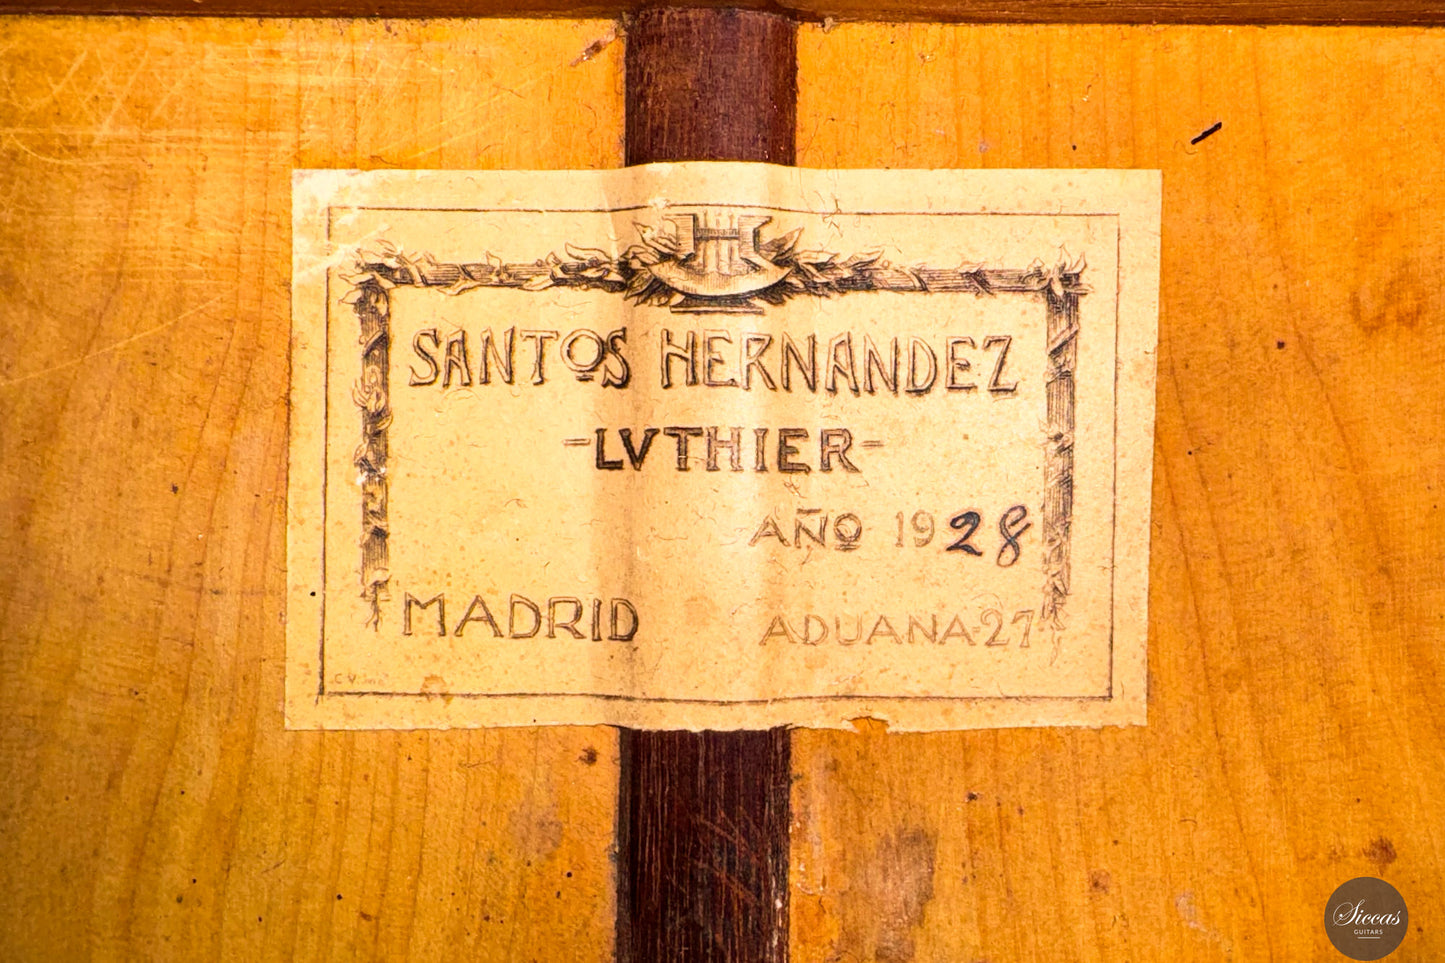 SANTOS HERNANDEZ
-LVTHIER-
AÑO 1928
MADRID ADUANA-27
Siccas
GUITARS